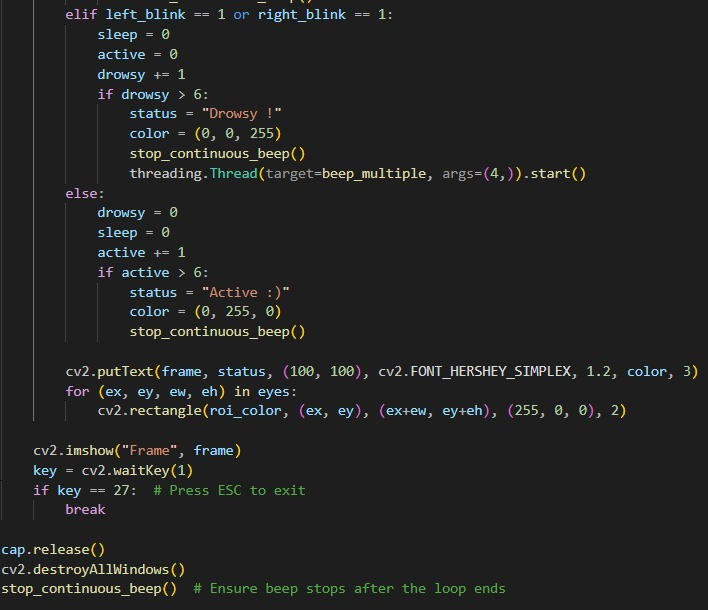 elif left_blink == 1 or right_blink == 1:
sleep = 0
active = 0
drowsy += 1
if drowsy > 6:
status = "Drowsy !"
color = (0, 0, 255)
stop_continuous_beep()
threading.Thread(target=beep_multiple, args=(4,)).start()
else:
drowsy = 0
sleep = 0
active += 1
if active > 6:
status = "Active :)"
color = (0, 255, 0)
stop_continuous_beep()
cv2.putText(frame, status, (100, 100), cv2.FONT_HERSHEY_SIMPLEX, 1.2, color, 3)
for (ex, ey, ew, eh) in eyes:
cv2.rectangle(roi_color, (ex, ey), (ex+ew, ey+eh), (255, 0, 0), 2)
cv2.imshow("Frame", frame)
key = cv2.waitKey(1)
if key == 27:  # Press ESC to exit
break
cap.release()
cv2.destroyAllWindows()
stop_continuous_beep()  # Ensure beep stops after the loop ends